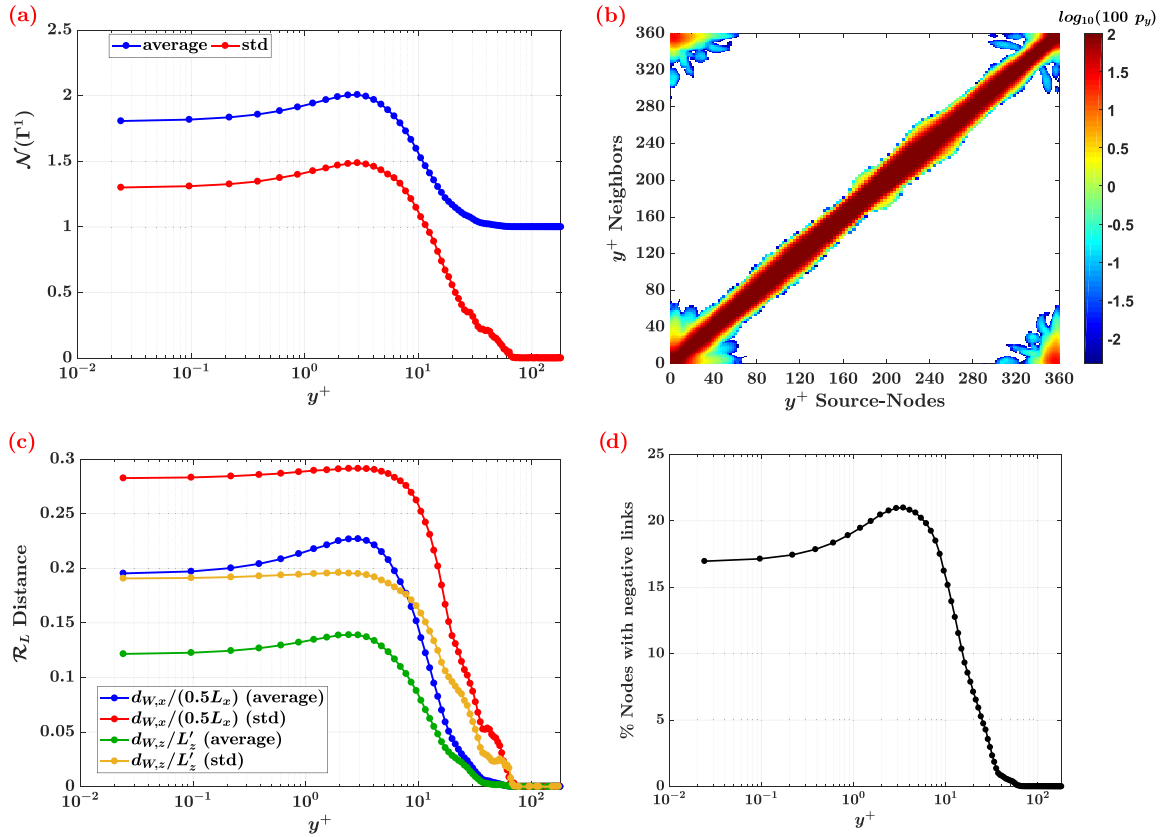 (a)
average
std
2.5
2
1.5
1
0.5
0
𝒩(Γ¹)
10⁻²
10⁻¹
10⁰
10¹
10²
y⁺
(b)
log₁₀(100 p_y)
360
320
280
240
200
160
120
80
40
0
y⁺ Neighbors
0 40 80 120 160 200 240 280 320 360
y⁺ Source-Nodes
2
1.5
1
0.5
0
-0.5
-1
-1.5
-2
(c)
0.3
0.25
0.2
0.15
0.1
0.05
0
ℛ_L Distance
d_{W,x}/(0.5L_x) (average)
d_{W,x}/(0.5L_x) (std)
d_{W,z}/L′_z (average)
d_{W,z}/L′_z (std)
10⁻²
10⁻¹
10⁰
10¹
10²
y⁺
(d)
25
20
15
10
5
0
% Nodes with negative links
10⁻²
10⁻¹
10⁰
10¹
10²
y⁺